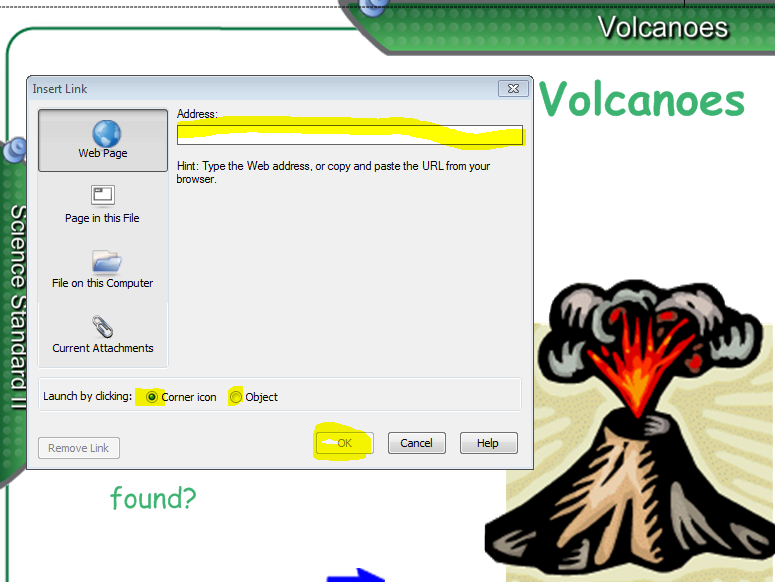 Volcanoes
Volcanoes
Science Standard II
Insert Link
Address:
Web Page
Hint: Type the Web address, or copy and paste the URL from your
browser.
Page in this File
File on this Computer
Current Attachments
Launch by clicking: Corner icon Object
Remove Link OK Cancel Help
found?